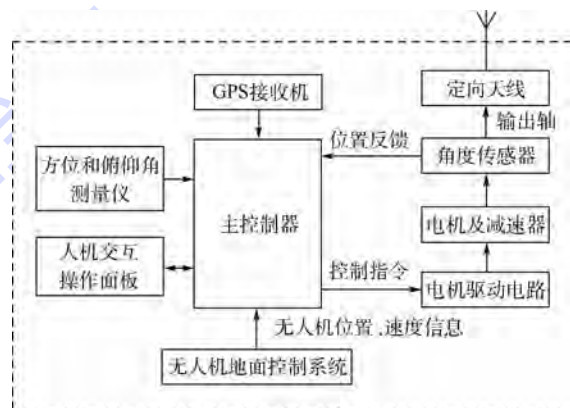 GPS接收机
定向天线
输出轴
位置反馈
角度传感器
方位和俯仰角
测量仪
主控制器
电机及减速器
人机交互
操作面板
控制指令
电机驱动电路
无人机位置、速度信息
无人机地面控制系统